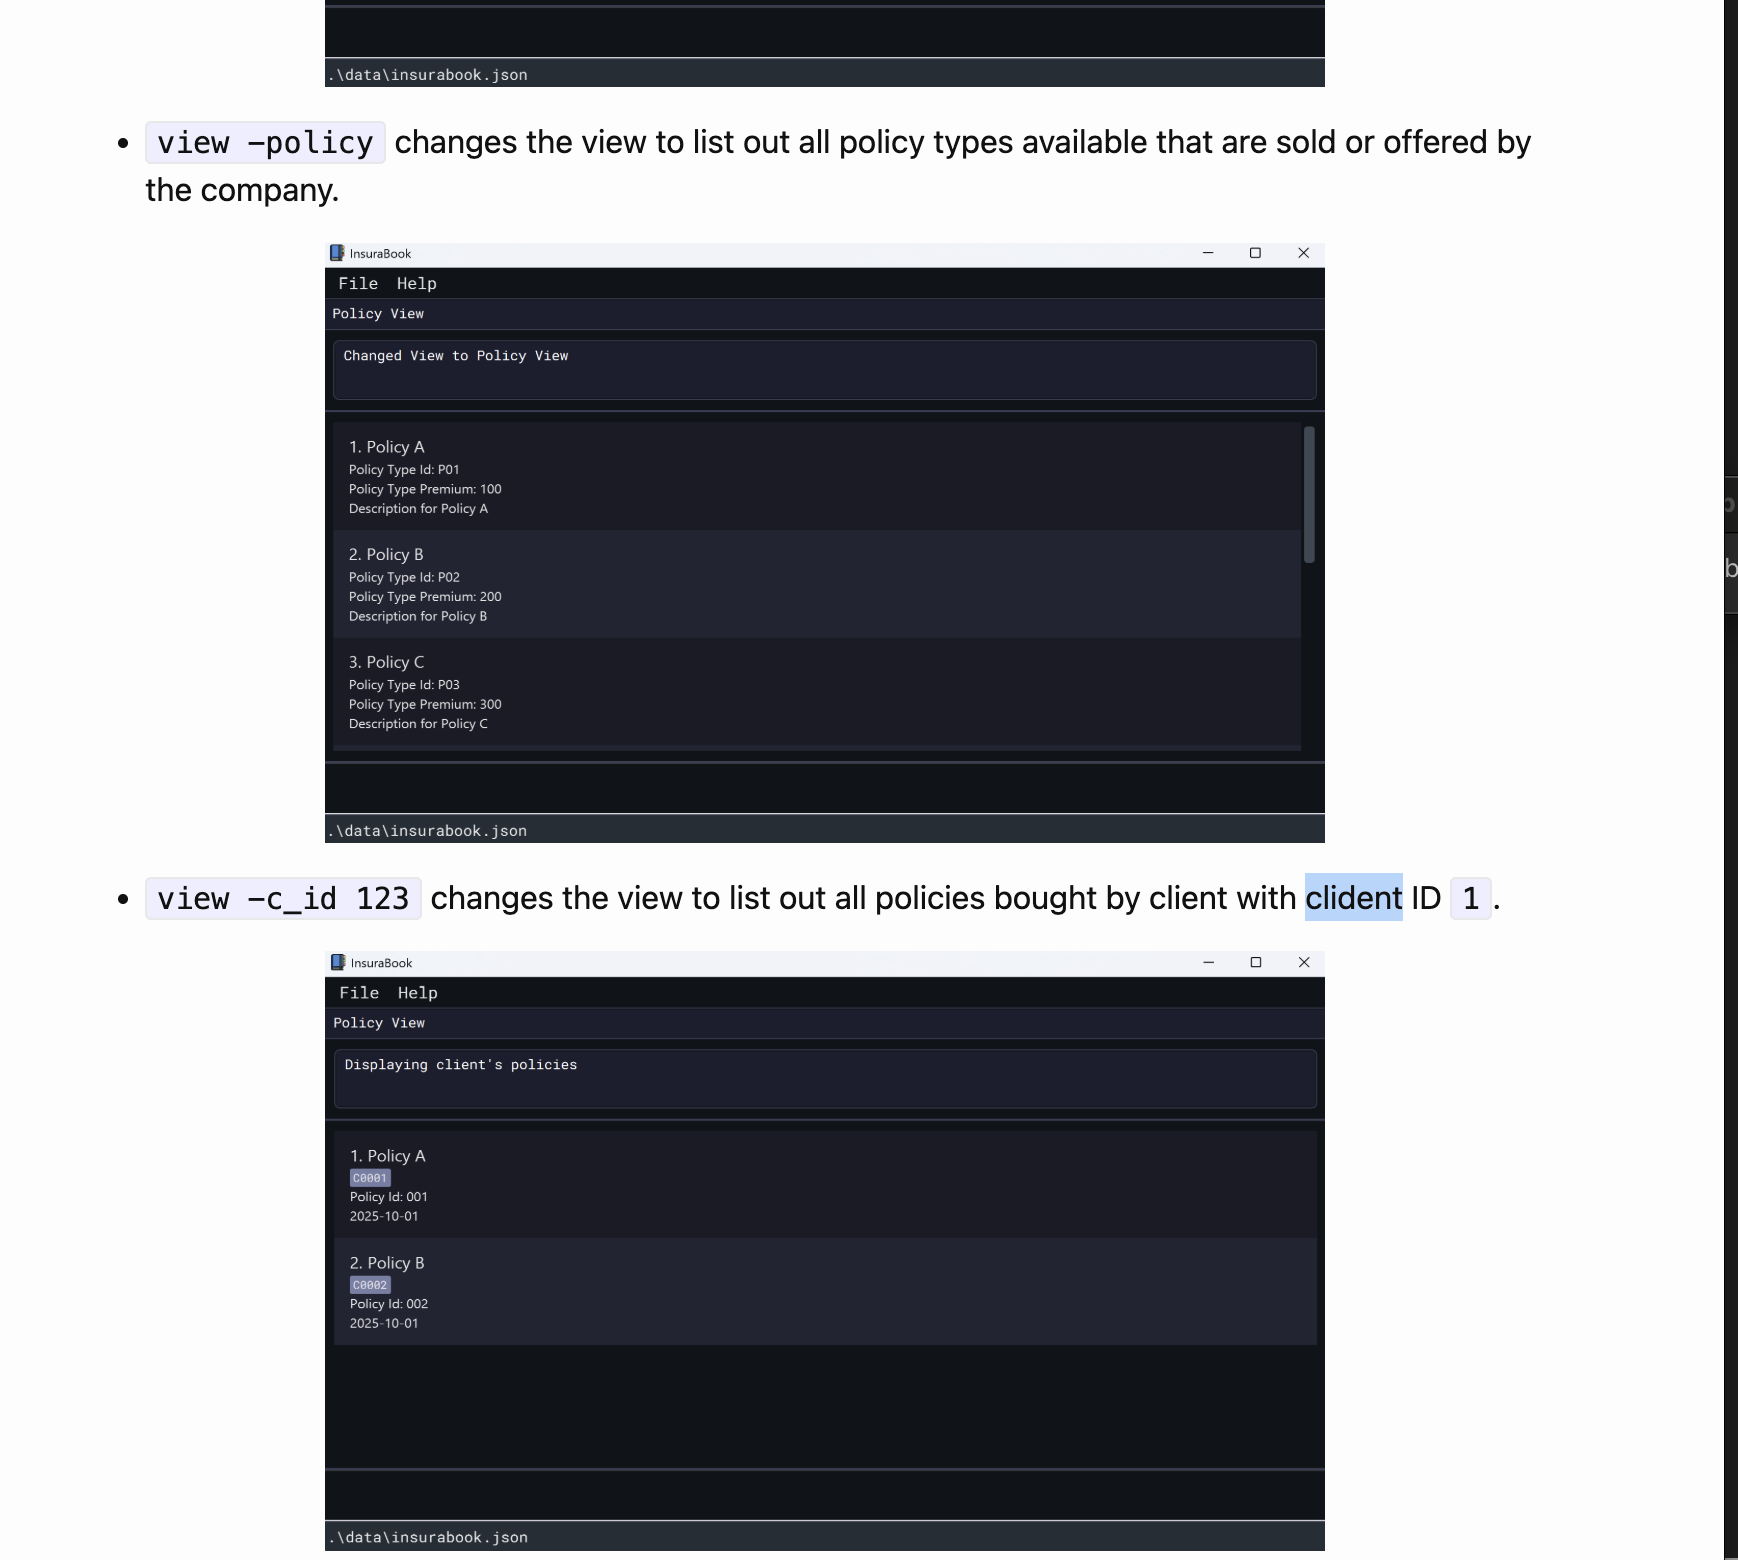 .\data\insurabook.json
• view -policy changes the view to list out all policy types available that are sold or offered by
the company.
InsuraBook
File Help
Policy View
Changed View to Policy View
1. Policy A
Policy Type Id: P01
Policy Type Premium: 100
Description for Policy A
2. Policy B
Policy Type Id: P02
Policy Type Premium: 200
Description for Policy B
3. Policy C
Policy Type Id: P03
Policy Type Premium: 300
Description for Policy C
.\data\insurabook.json
• view -c_id 123 changes the view to list out all policies bought by client with clident ID 1.
InsuraBook
File Help
Policy View
Displaying client's policies
1. Policy A
C0001
Policy Id: 001
2025-10-01
2. Policy B
C0002
Policy Id: 002
2025-10-01
.\data\insurabook.json